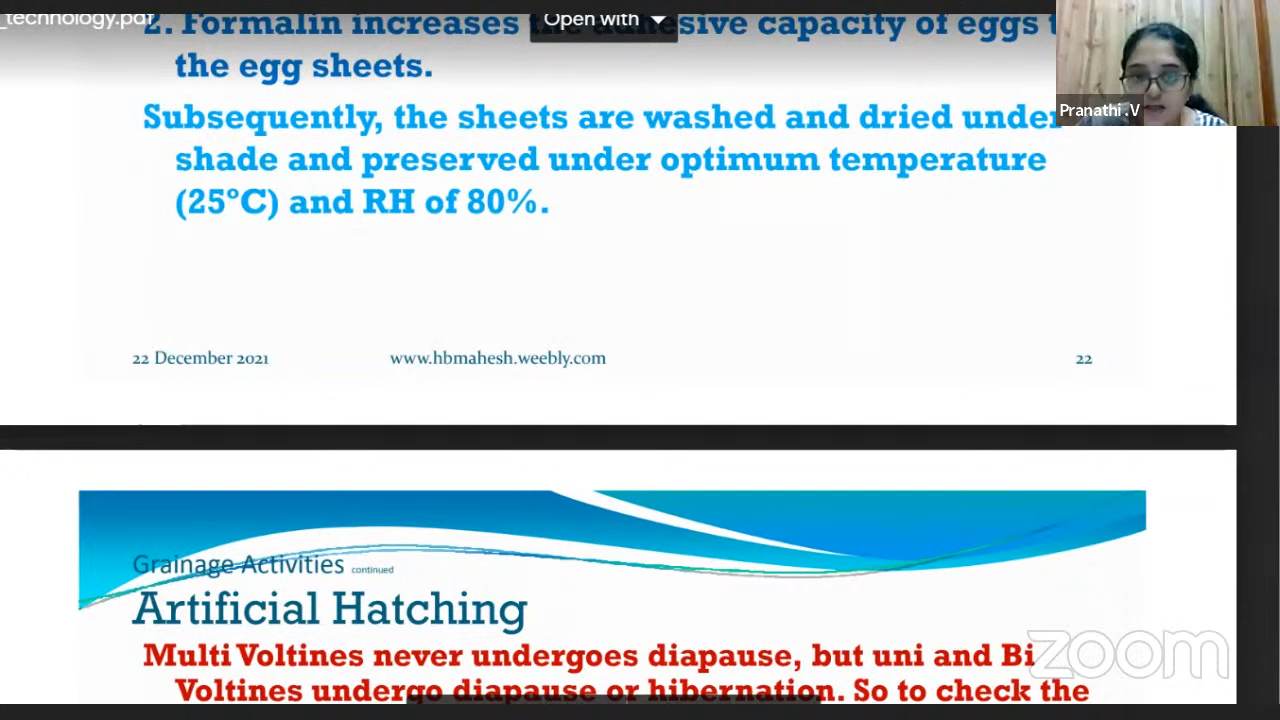 _technology.pdf
Open with
2. Formalin increases the adhesive capacity of eggs
the egg sheets.
Pranathi .V
Subsequently, the sheets are washed and dried under
shade and preserved under optimum temperature
(25°C) and RH of 80%.
22 December 2021 www.hbmahesh.weebly.com 22
Grainage Activities continued
Artificial Hatching
Multi Voltines never undergoes diapause, but uni and Bi
Voltines undergo diapause or hibernation. So to check the
zoom